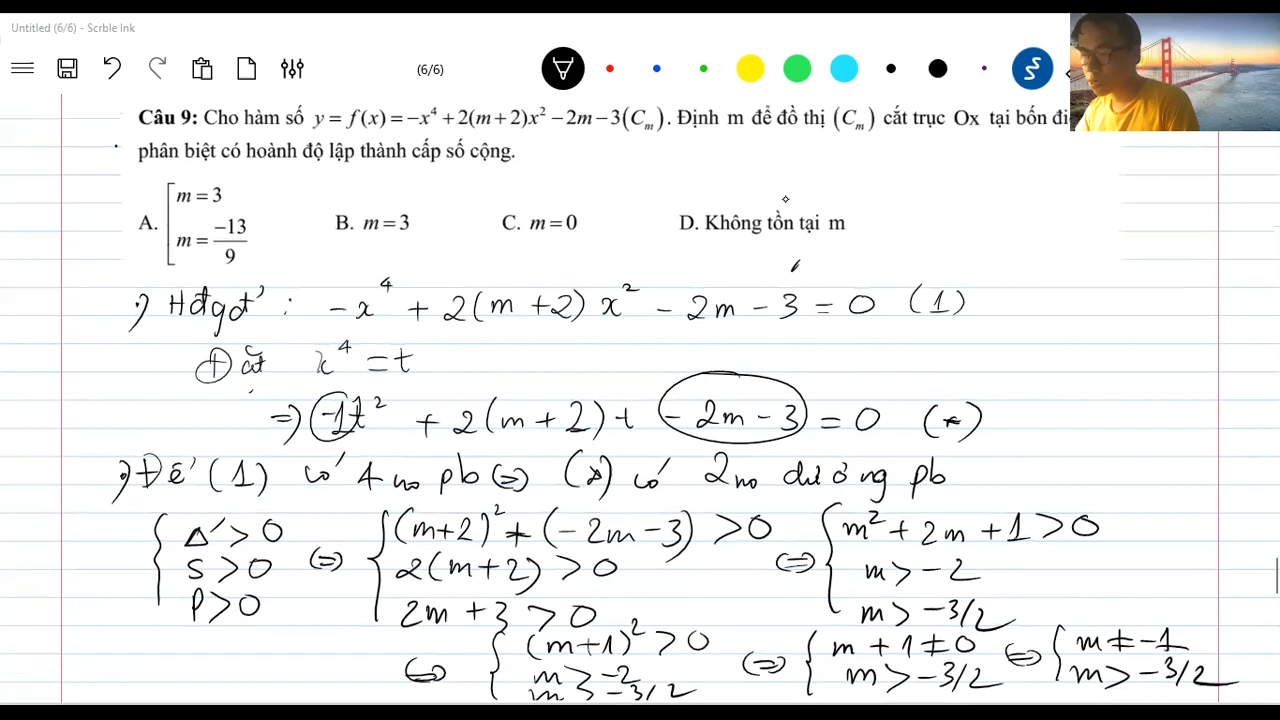 Untitled (6/6) - Scrble Ink
(6/6)
Câu 9: Cho hàm số y = f(x) = −x⁴ + 2(m+2)x² − 2m − 3 (Cₘ). Định m để đồ thị (Cₘ) cắt trục Ox tại bốn
phân biệt có hoành độ lập thành cấp số cộng.
A. [ m = 3
m = −13/9
B. m = 3
C. m = 0
D. Không tồn tại m
·) Hđgđ' : −x⁴ + 2(m + 2) x² − 2m − 3 = 0 (1)
Đặt x⁴ = t
=> −1t² + 2(m + 2)t − 2m − 3 = 0 (*)
·) Để (1) có 4 no pb <=> (*) có 2 no dương pb
{ Δ' > 0 <=> { (m+2)² + (−2m − 3) > 0 <=> { m² + 2m + 1 > 0
S > 0 2(m + 2) > 0 m > −2
P > 0 2m + 3 > 0 m > −3/2
<=> { (m+1)² > 0 <=> { m + 1 ≠ 0 <=> { m ≠ −1
m > −2 m > −3/2 m > −3/2
m > −3/2